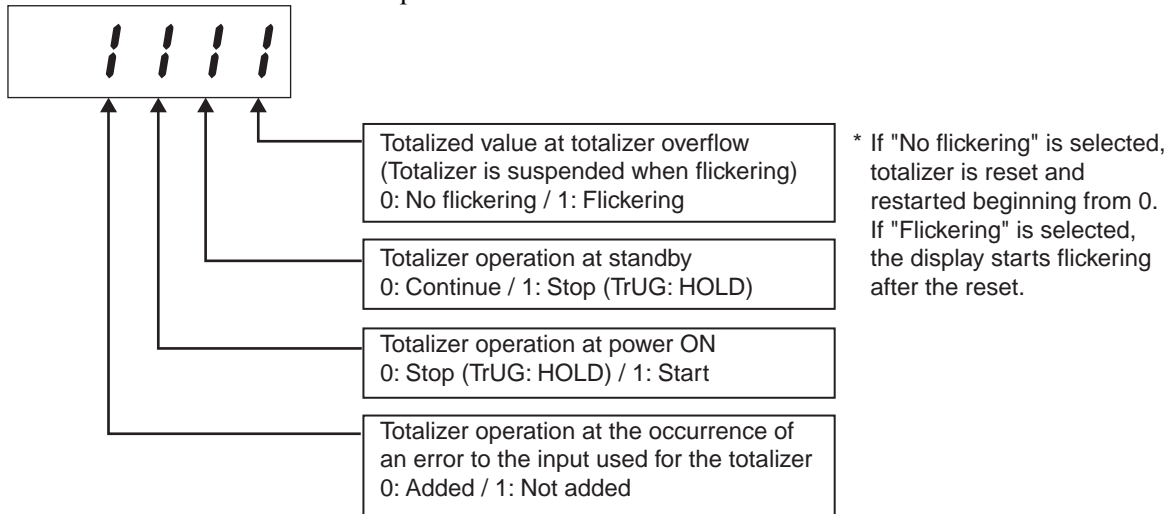 1 1 1 1
Totalized value at totalizer overflow
(Totalizer is suspended when flickering)
0: No flickering / 1: Flickering
* If "No flickering" is selected,
totalizer is reset and
restarted beginning from 0.
If "Flickering" is selected,
the display starts flickering
after the reset.
Totalizer operation at standby
0: Continue / 1: Stop (TrUG: HOLD)
Totalizer operation at power ON
0: Stop (TrUG: HOLD) / 1: Start
Totalizer operation at the occurrence of
an error to the input used for the totalizer
0: Added / 1: Not added